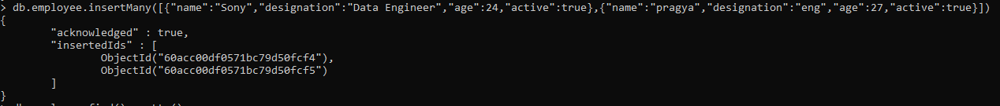 > db.employee.insertMany([{"name":"Sony","designation":"Data Engineer","age":24,"active":true},{"name":"pragya","designation":"eng","age":27,"active":true}])
{
        "acknowledged" : true,
        "insertedIds" : [
                ObjectId("60acc00df0571bc79d50fcf4"),
                ObjectId("60acc00df0571bc79d50fcf5")
        ]
}